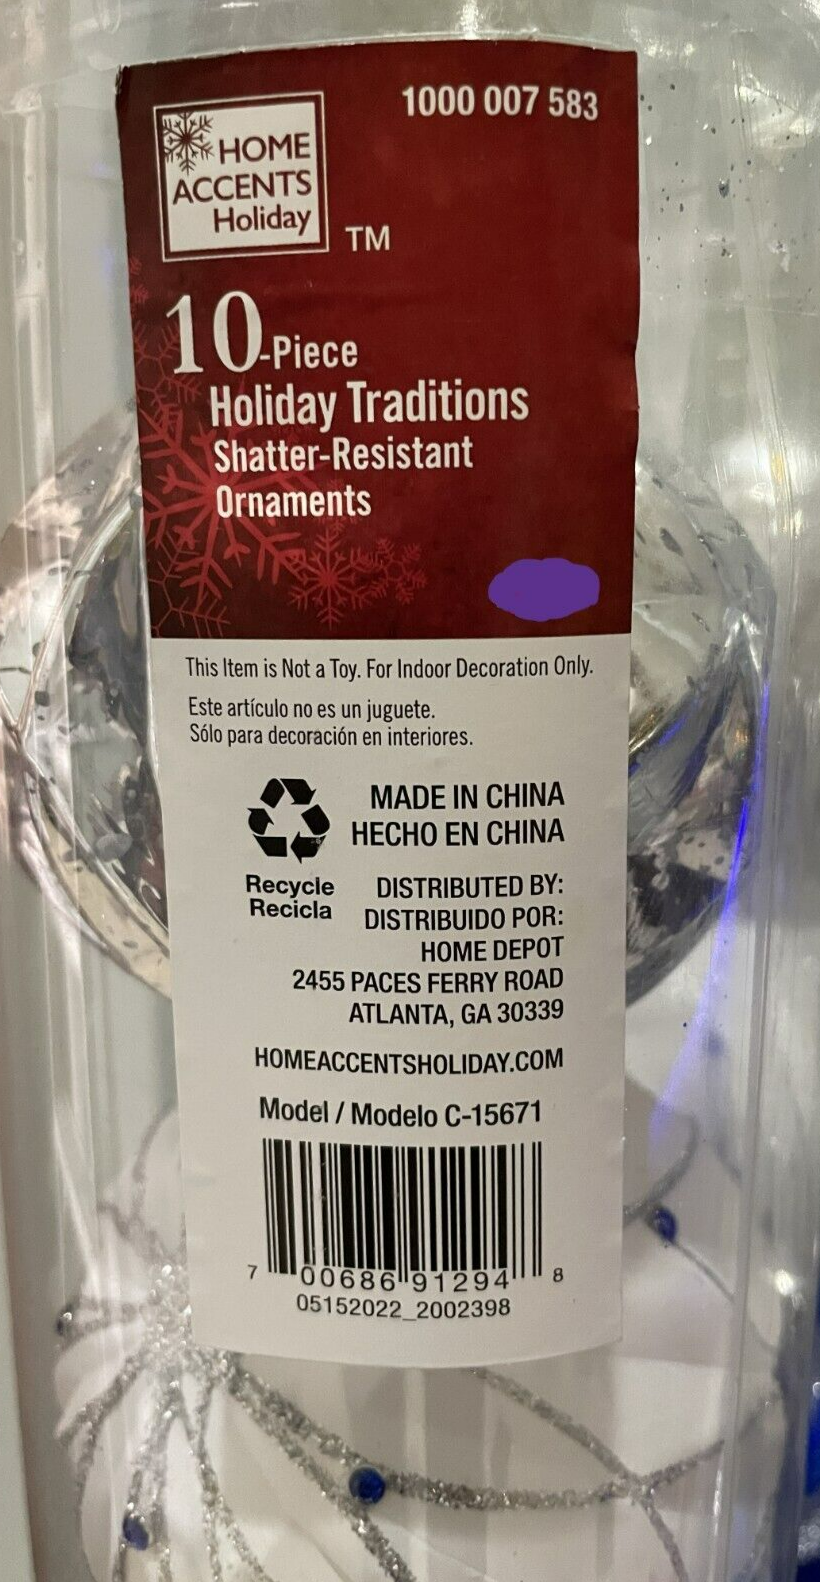 1000 007 583
HOME
ACCENTS
Holiday
TM
10-Piece
Holiday Traditions
Shatter-Resistant
Ornaments
This Item is Not a Toy. For Indoor Decoration Only.
Este artículo no es un juguete.
Sólo para decoración en interiores.
MADE IN CHINA
HECHO EN CHINA
Recycle
Recicla
DISTRIBUTED BY:
DISTRIBUIDO POR:
HOME DEPOT
2455 PACES FERRY ROAD
ATLANTA, GA 30339
HOMEACCENTSHOLIDAY.COM
Model / Modelo C-15671
7 00686 91294 8
05152022_2002398